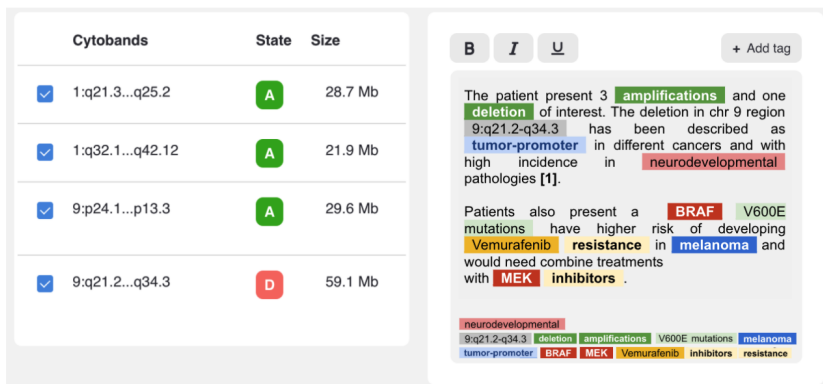 Cytobands State Size
1:q21.3...q25.2 A 28.7 Mb
1:q32.1...q42.12 A 21.9 Mb
9:p24.1...p13.3 A 29.6 Mb
9:q21.2...q34.3 D 59.1 Mb
B I U + Add tag
The patient present 3 amplifications and one
deletion of interest. The deletion in chr 9 region
9:q21.2-q34.3 has been described as
tumor-promoter in different cancers and with
high incidence in neurodevelopmental
pathologies [1].
Patients also present a BRAF V600E
mutations have higher risk of developing
Vemurafenib resistance in melanoma and
would need combine treatments
with MEK inhibitors .
neurodevelopmental
9:q21.2-q34.3 deletion amplifications V600E mutations melanoma
tumor-promoter BRAF MEK Vemurafenib inhibitors resistance